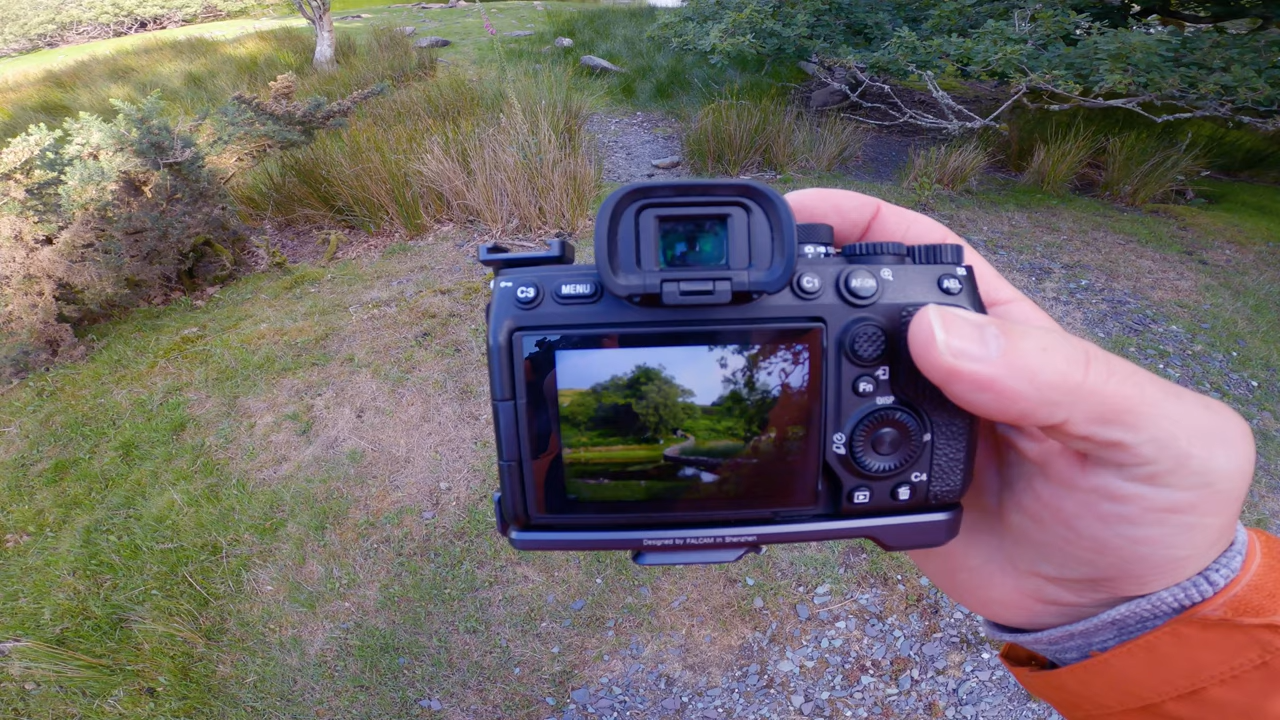 C3
MENU
C1
AF-ON
AEL
Fn
DISP
C4
Designed by FALCAM in Shenzhen